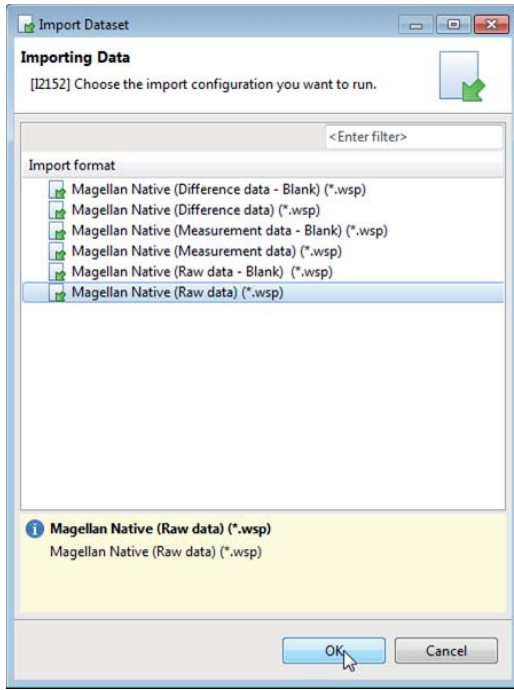 Import Dataset
Importing Data
[I2152] Choose the import configuration you want to run.
<Enter filter>
Import format
Magellan Native (Difference data - Blank) (*.wsp)
Magellan Native (Difference data) (*.wsp)
Magellan Native (Measurement data - Blank) (*.wsp)
Magellan Native (Measurement data) (*.wsp)
Magellan Native (Raw data - Blank) (*.wsp)
Magellan Native (Raw data) (*.wsp)
Magellan Native (Raw data) (*.wsp)
Magellan Native (Raw data) (*.wsp)
OK Cancel